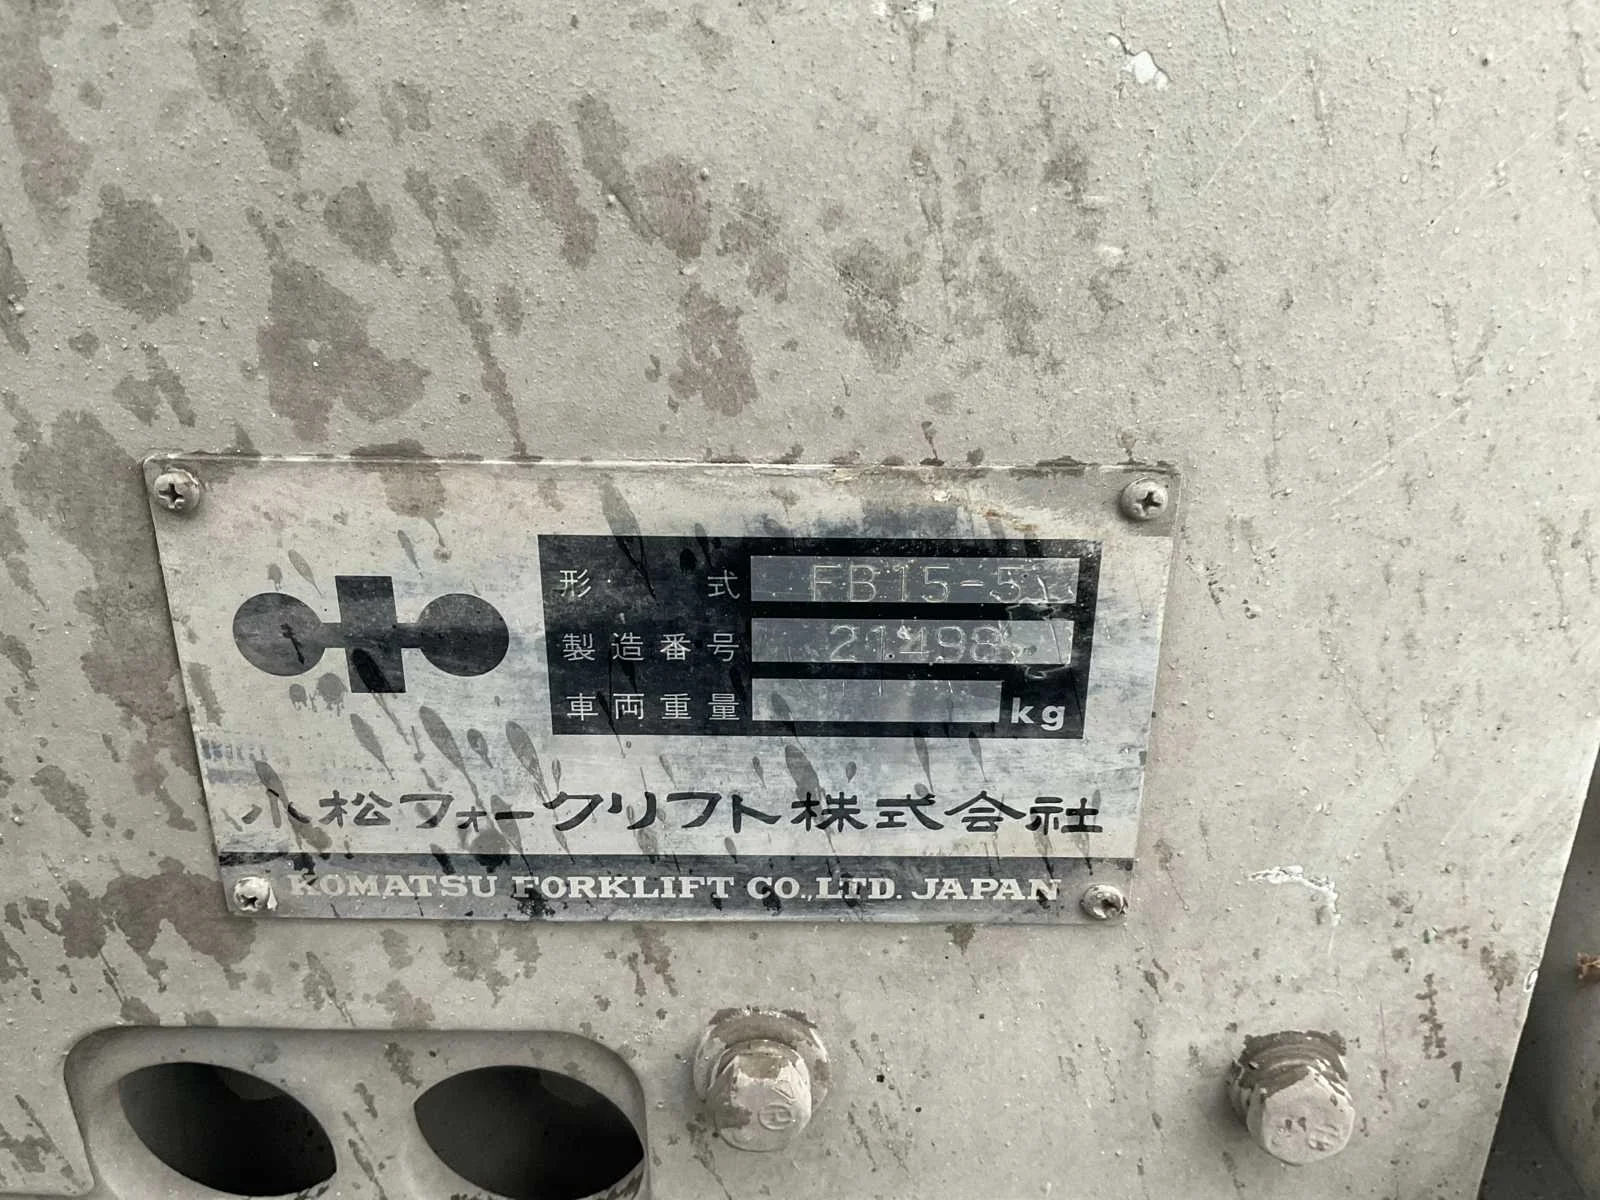 形式 FB15-5
製造番号 21498
車両重量 kg
小松フォークリフト株式会社
KOMATSU FORKLIFT CO.,LTD. JAPAN